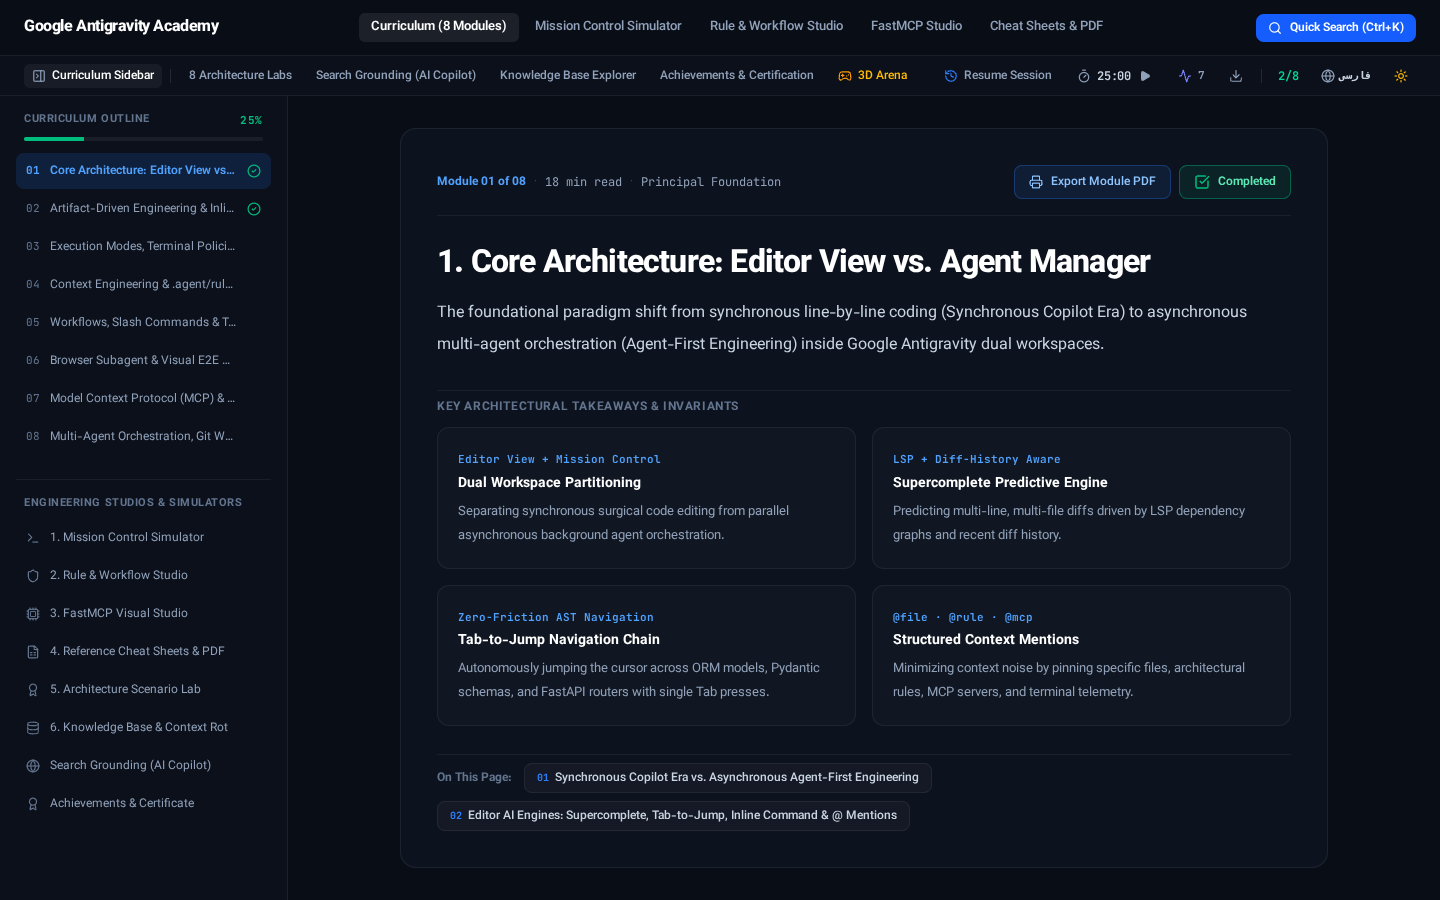 Google Antigravity Academy
Curriculum (8 Modules)
Mission Control Simulator
Rule & Workflow Studio
FastMCP Studio
Cheat Sheets & PDF
Quick Search (Ctrl+K)
Curriculum Sidebar
8 Architecture Labs
Search Grounding (AI Copilot)
Knowledge Base Explorer
Achievements & Certification
3D Arena
Resume Session
25:00
7
2/8
فارسی
CURRICULUM OUTLINE
25%
01 Core Architecture: Editor View vs...
02 Artifact-Driven Engineering & Inli...
03 Execution Modes, Terminal Polici...
04 Context Engineering & .agent/rul...
05 Workflows, Slash Commands & T...
06 Browser Subagent & Visual E2E ...
07 Model Context Protocol (MCP) & ...
08 Multi-Agent Orchestration, Git W...
ENGINEERING STUDIOS & SIMULATORS
1. Mission Control Simulator
2. Rule & Workflow Studio
3. FastMCP Visual Studio
4. Reference Cheat Sheets & PDF
5. Architecture Scenario Lab
6. Knowledge Base & Context Rot
Search Grounding (AI Copilot)
Achievements & Certificate
Module 01 of 08 · 18 min read · Principal Foundation
Export Module PDF
Completed
1. Core Architecture: Editor View vs. Agent Manager
The foundational paradigm shift from synchronous line-by-line coding (Synchronous Copilot Era) to asynchronous
multi-agent orchestration (Agent-First Engineering) inside Google Antigravity dual workspaces.
KEY ARCHITECTURAL TAKEAWAYS & INVARIANTS
Editor View + Mission Control
Dual Workspace Partitioning
Separating synchronous surgical code editing from parallel
asynchronous background agent orchestration.
LSP + Diff-History Aware
Supercomplete Predictive Engine
Predicting multi-line, multi-file diffs driven by LSP dependency
graphs and recent diff history.
Zero-Friction AST Navigation
Tab-to-Jump Navigation Chain
Autonomously jumping the cursor across ORM models, Pydantic
schemas, and FastAPI routers with single Tab presses.
@file · @rule · @mcp
Structured Context Mentions
Minimizing context noise by pinning specific files, architectural
rules, MCP servers, and terminal telemetry.
On This Page:
01 Synchronous Copilot Era vs. Asynchronous Agent-First Engineering
02 Editor AI Engines: Supercomplete, Tab-to-Jump, Inline Command & @ Mentions